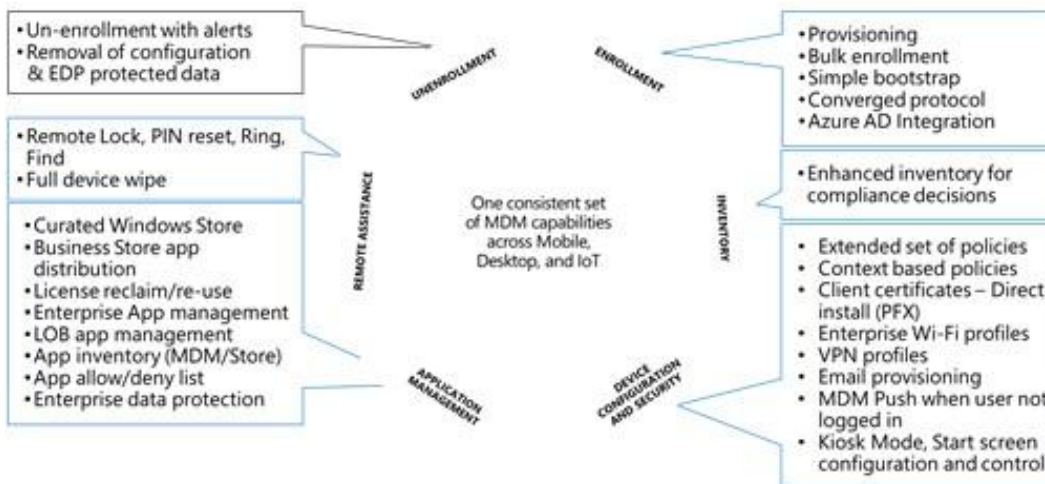 • Un-enrollment with alerts
• Removal of configuration
& EDP protected data
UNENROLLMENT
ENROLLMENT
• Provisioning
• Bulk enrollment
• Simple bootstrap
• Converged protocol
• Azure AD Integration
• Remote Lock, PIN reset, Ring,
Find
• Full device wipe
REMOTE ASSISTANCE
One consistent set
of MDM capabilities
across Mobile,
Desktop, and IoT
INVENTORY
• Enhanced inventory for
compliance decisions
• Curated Windows Store
• Business Store app
distribution
• License reclaim/re-use
• Enterprise App management
• LOB app management
• App inventory (MDM/Store)
• App allow/deny list
• Enterprise data protection
APPLICATION
MANAGEMENT
DEVICE
CONFIGURATION
AND SECURITY
• Extended set of policies
• Context based policies
• Client certificates – Direct
install (PFX)
• Enterprise Wi-Fi profiles
• VPN profiles
• Email provisioning
• MDM Push when user not
logged in
• Kiosk Mode, Start screen
configuration and control